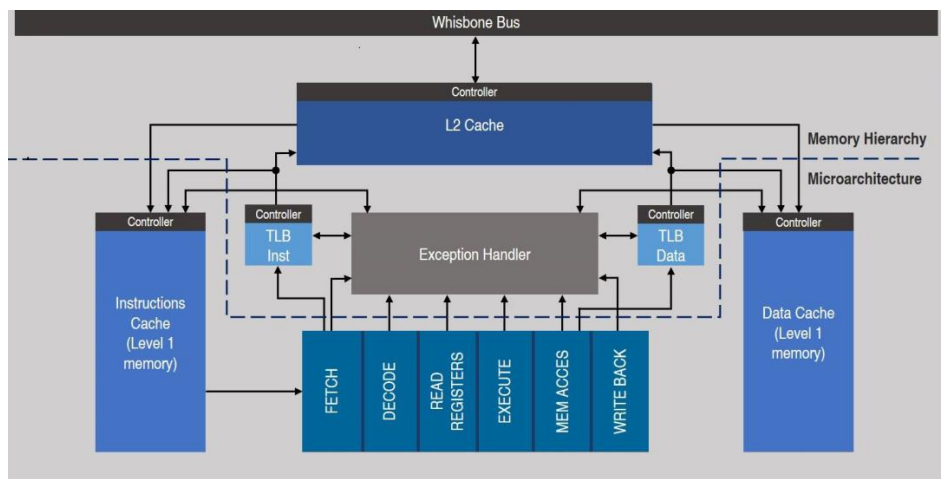 Whisbone Bus
Controller
L2 Cache
Memory Hierarchy
Microarchitecture
Controller
Instructions
Cache
(Level 1
memory)
Controller
TLB
Inst
Exception Handler
Controller
TLB
Data
Controller
Data Cache
(Level 1
memory)
FETCH
DECODE
READ
REGISTERS
EXECUTE
MEM ACCES
WRITE BACK